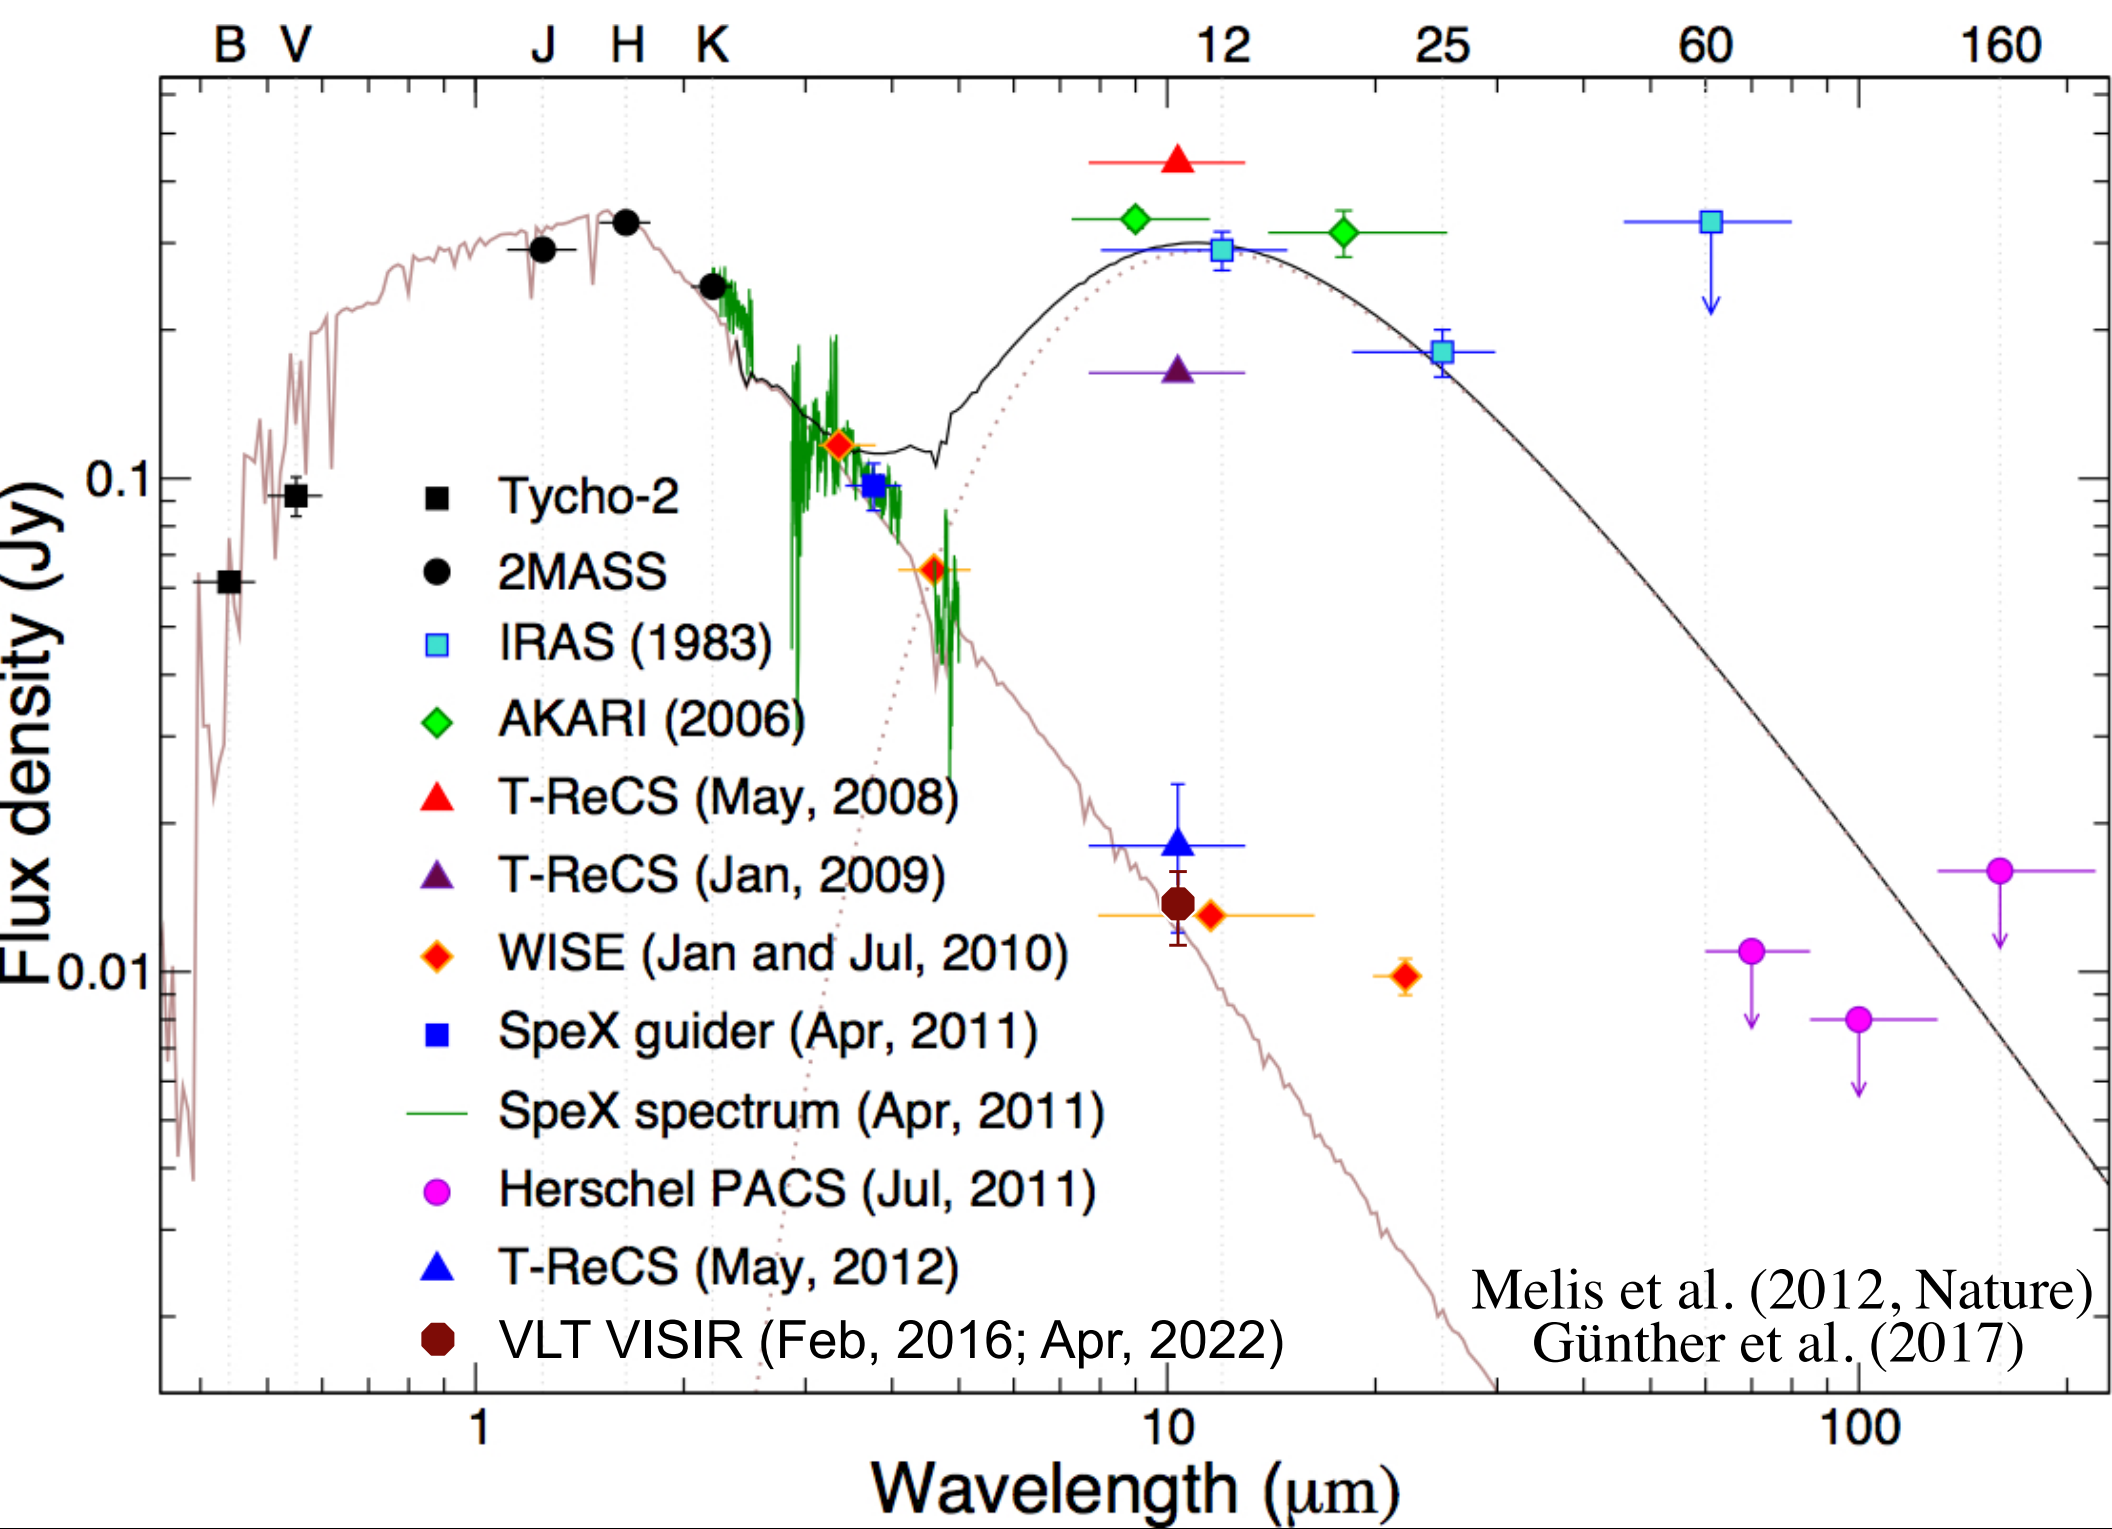 B V J H K 12 25 60 160
Flux density (Jy)
0.1
0.01
Tycho-2
2MASS
IRAS (1983)
AKARI (2006)
T-ReCS (May, 2008)
T-ReCS (Jan, 2009)
WISE (Jan and Jul, 2010)
SpeX guider (Apr, 2011)
SpeX spectrum (Apr, 2011)
Herschel PACS (Jul, 2011)
T-ReCS (May, 2012)
VLT VISIR (Feb, 2016; Apr, 2022)
Melis et al. (2012, Nature)
Günther et al. (2017)
1 10 100
Wavelength (μm)